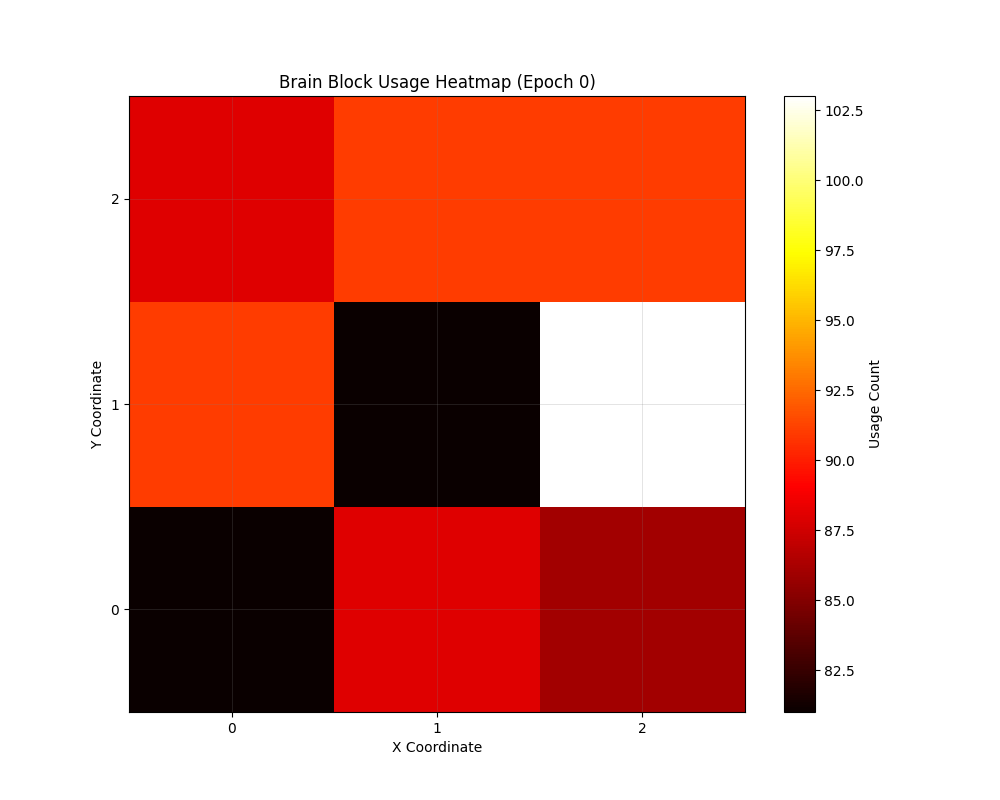 Brain Block Usage Heatmap (Epoch 0)
Y Coordinate
2
1
0
0 1 2
X Coordinate
102.5
100.0
97.5
95.0
92.5
90.0
87.5
85.0
82.5
Usage Count